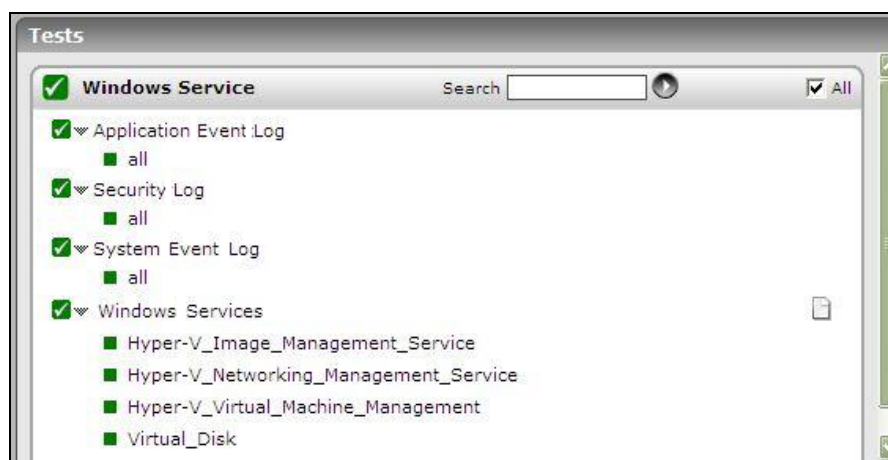 Tests
Windows Service Search All
Application Event Log
all
Security Log
all
System Event Log
all
Windows Services
Hyper-V_Image_Management_Service
Hyper-V_Networking_Management_Service
Hyper-V_Virtual_Machine_Management
Virtual_Disk